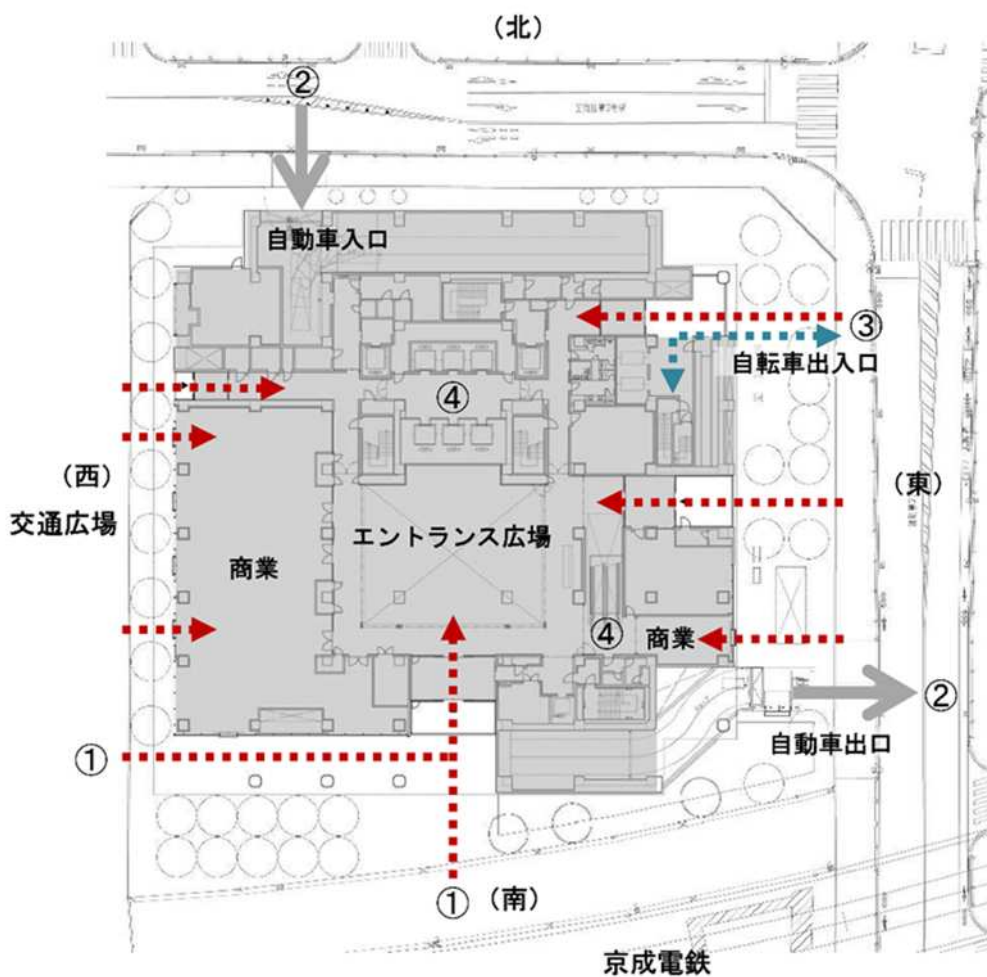 (北)
②
自動車入口
③
自転車出入口
④
(西)
交通広場
エントランス広場
(東)
商業
④
商業
②
自動車出口
①
① (南)
京成電鉄